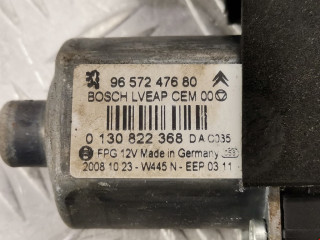 96 572 476 80
BOSCH LVEAP CEM 00
0 130 822 368 D A C035
FPG 12V Made in Germany
2008 10 23 - W445 N - EEP 03 11